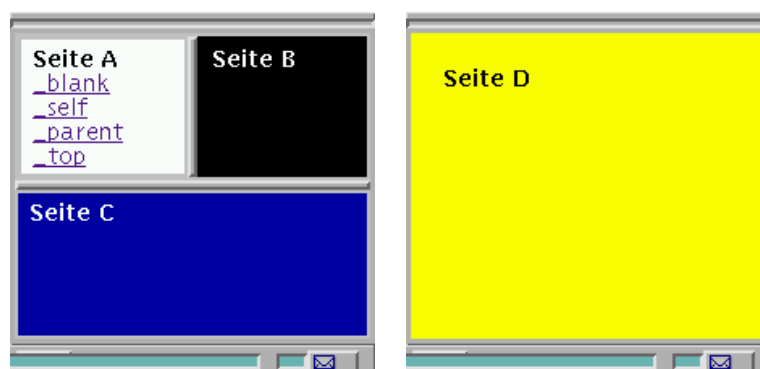 Seite A
_blank
_self
_parent
_top
Seite B
Seite C
Seite D